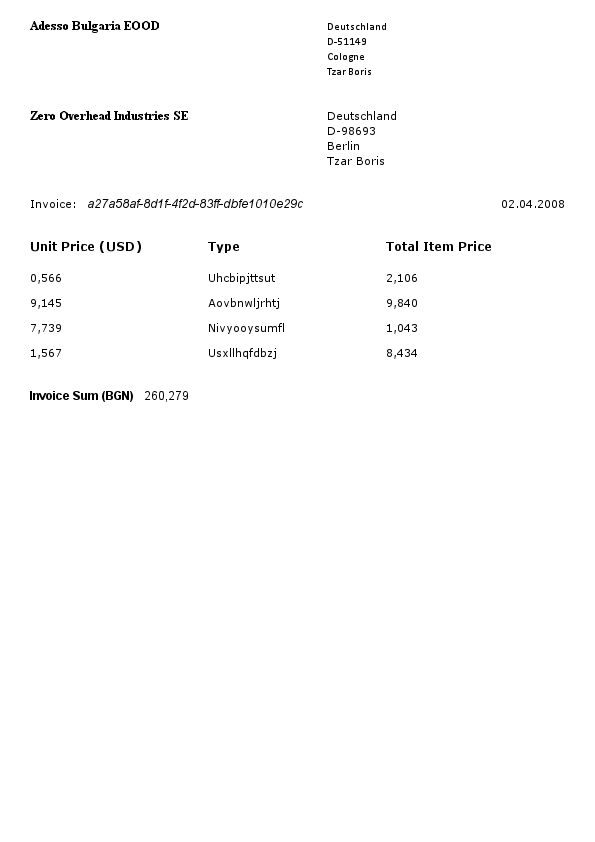 Adesso Bulgaria EOOD
Deutschland
D-51149
Cologne
Tzar Boris
Zero Overhead Industries SE
Deutschland
D-98693
Berlin
Tzar Boris
Invoice: a27a58af-8d1f-4f2d-83ff-dbfe1010e29c 02.04.2008
Unit Price (USD) Type Total Item Price
0,566 Uhcbipjttsut 2,106
9,145 Aovbnwljrhtj 9,840
7,739 Nivyooysumfl 1,043
1,567 Usxllhqfdbzj 8,434
Invoice Sum (BGN) 260,279